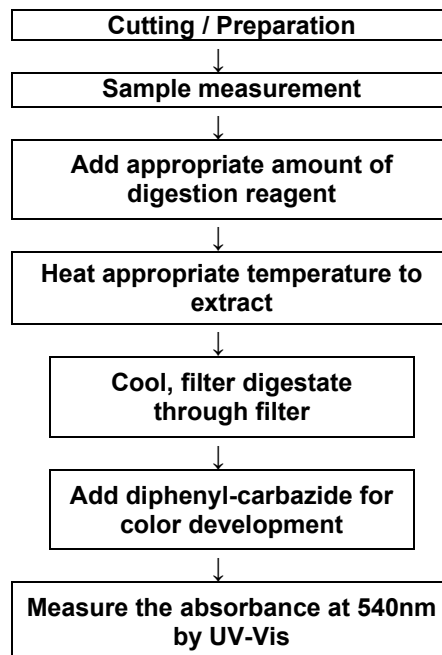 Cutting / Preparation
↓
Sample measurement
↓
Add appropriate amount of
digestion reagent
↓
Heat appropriate temperature to
extract
↓
Cool, filter digestate
through filter
↓
Add diphenyl-carbazide for
color development
↓
Measure the absorbance at 540nm
by UV-Vis